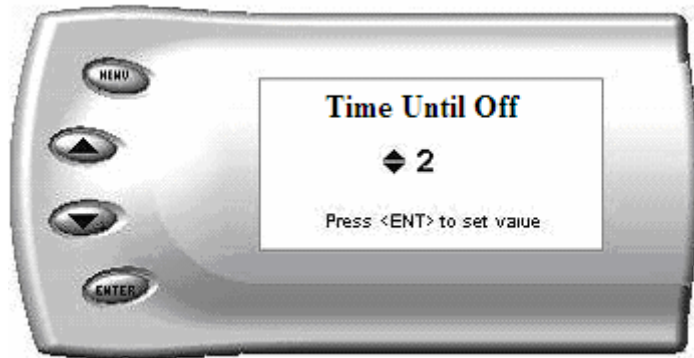 MENU
Time Until Off
2
Press <ENT> to set value
ENTER